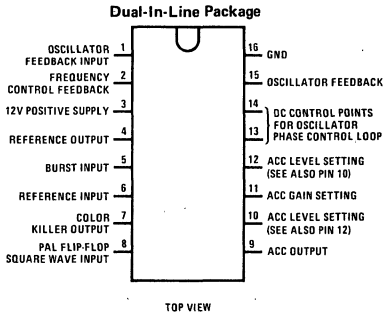 Dual-In-Line Package
OSCILLATOR
FEEDBACK INPUT
1
FREQUENCY
CONTROL FEEDBACK
2
12V POSITIVE SUPPLY
3
REFERENCE OUTPUT
4
BURST INPUT
5
REFERENCE INPUT
6
COLOR
KILLER OUTPUT
7
PAL FLIP-FLOP
SQUARE WAVE INPUT
8
16
GND
15
OSCILLATOR FEEDBACK
14
13
DC CONTROL POINTS
FOR OSCILLATOR
PHASE CONTROL LOOP
12
ACC LEVEL SETTING
(SEE ALSO PIN 10)
11
ACC GAIN SETTING
10
ACC LEVEL SETTING
(SEE ALSO PIN 12)
9
ACC OUTPUT
TOP VIEW